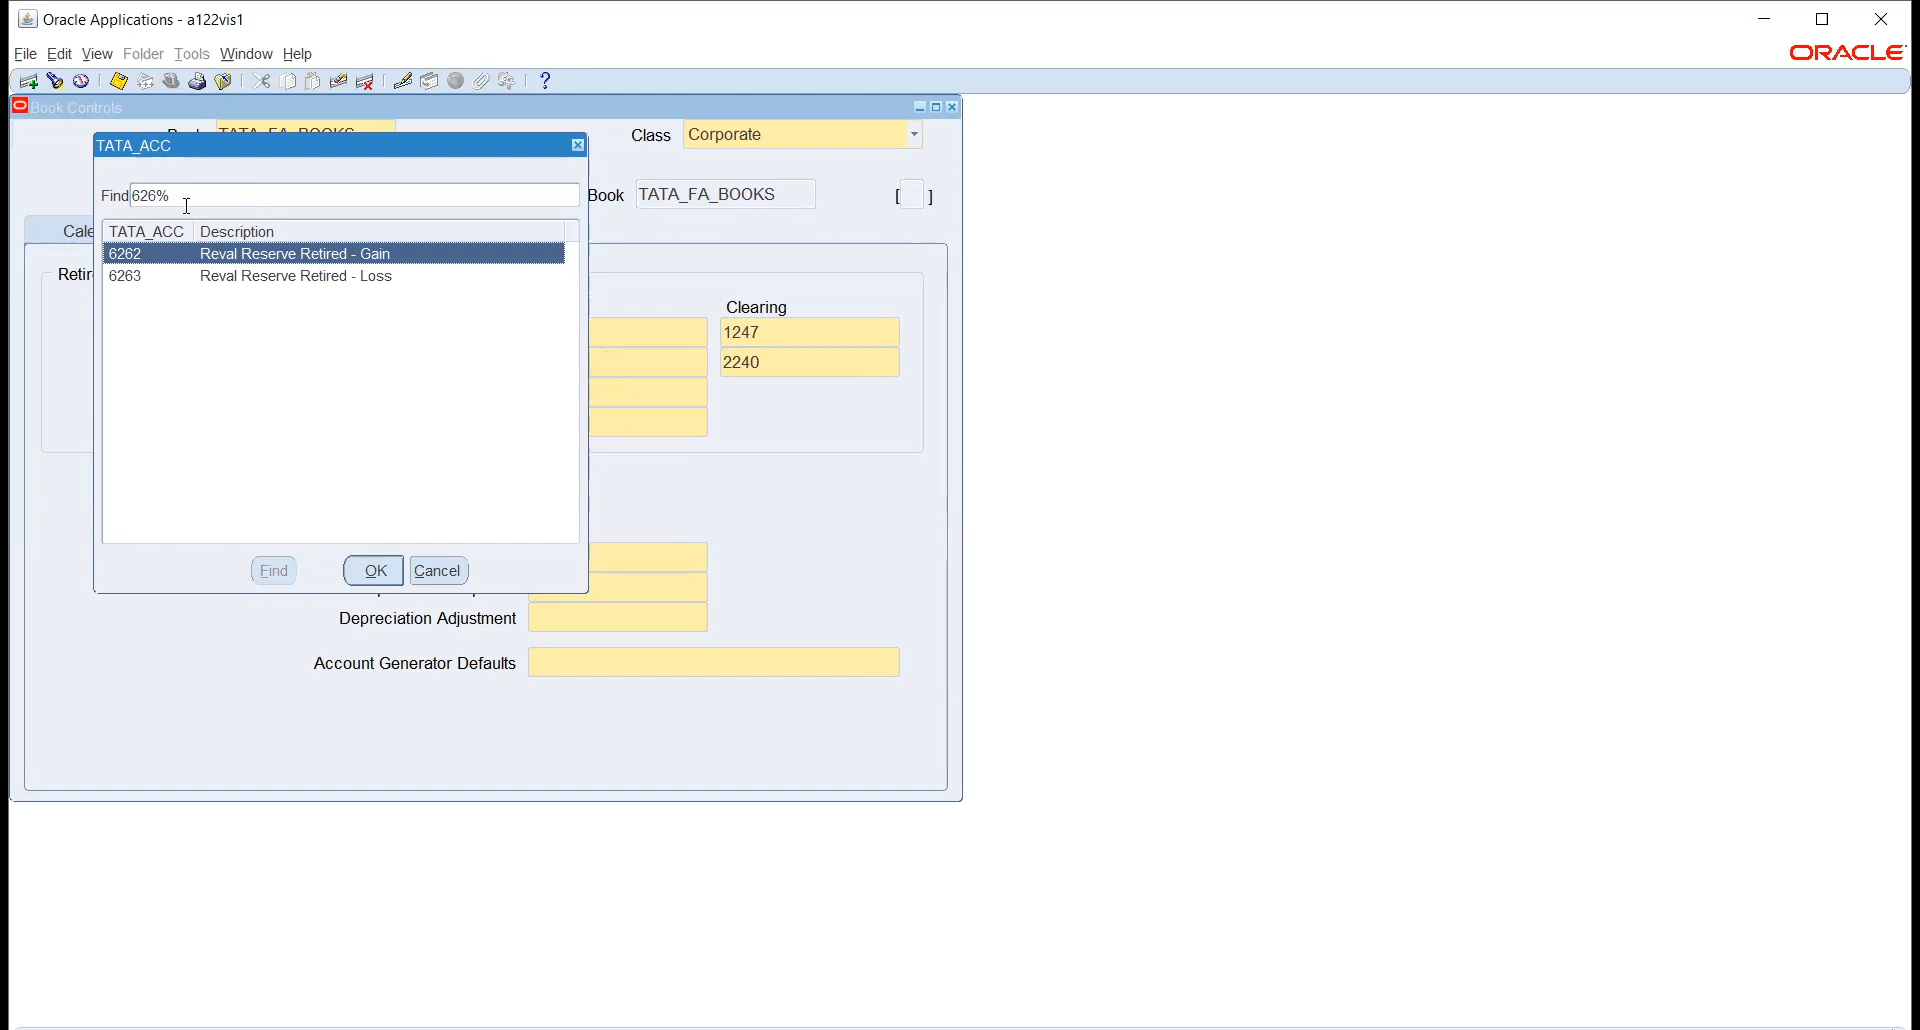 Oracle Applications - a122vis1
File Edit View Folder Tools Window Help
ORACLE
Book Controls
TATA_FA_BOOKS
Class Corporate
TATA_ACC
Find 626%
Book TATA_FA_BOOKS [ ]
TATA_ACC Description
6262 Reval Reserve Retired - Gain
6263 Reval Reserve Retired - Loss
Clearing
1247
2240
Find OK Cancel
Depreciation Adjustment
Account Generator Defaults